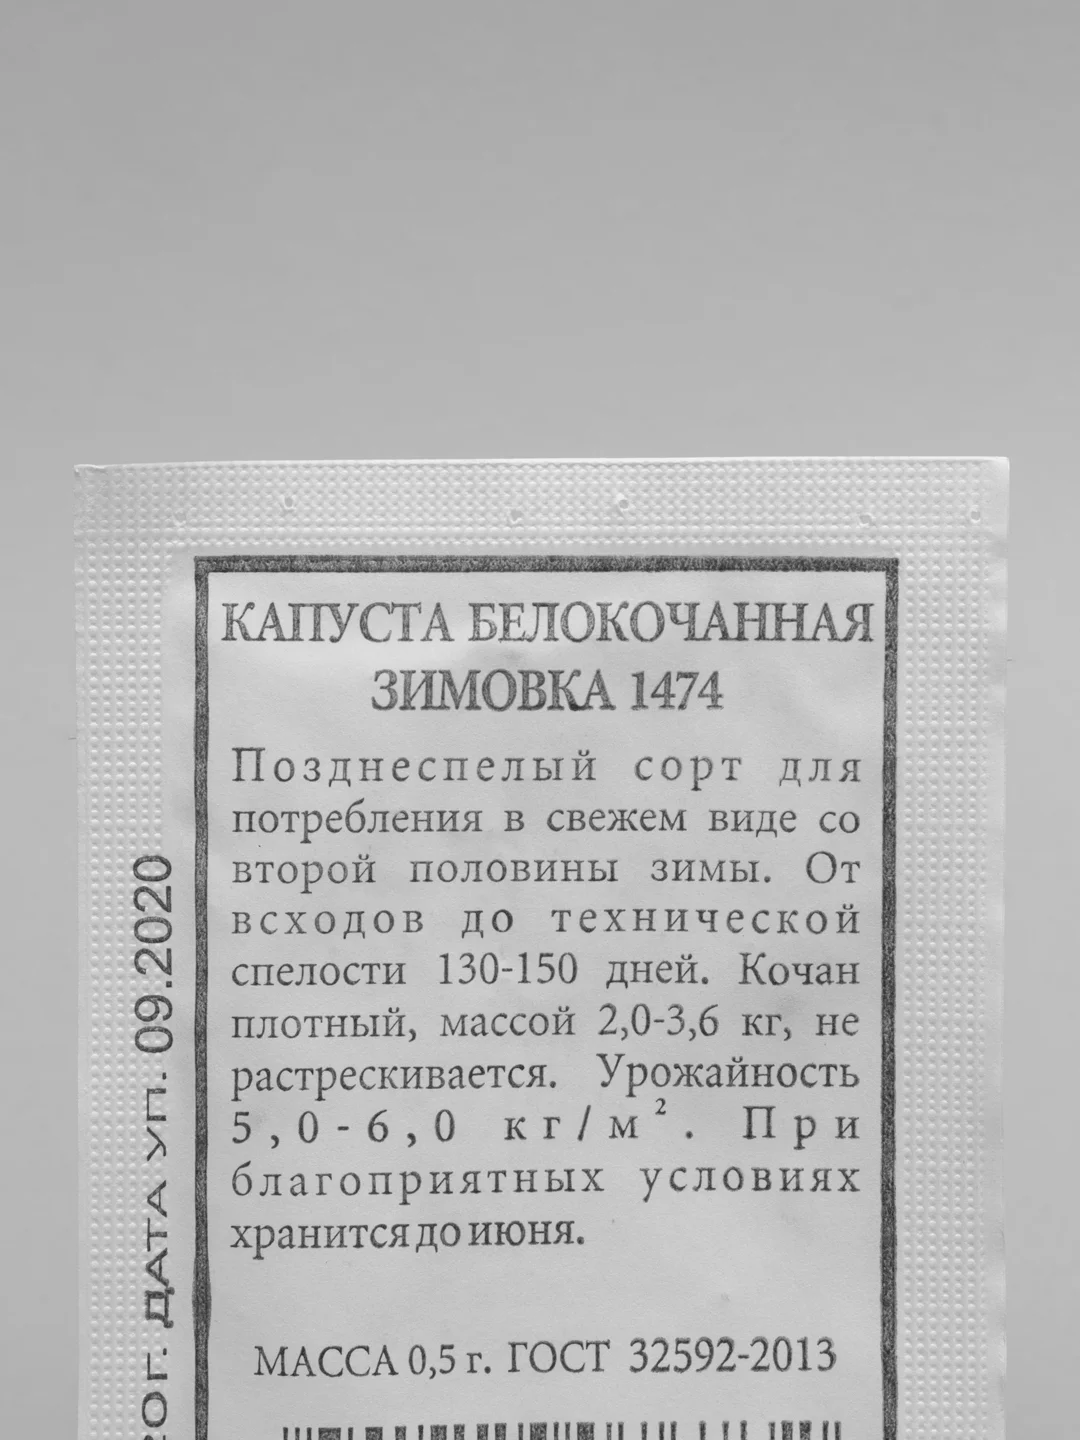 КАПУСТА БЕЛОКОЧАННАЯ
ЗИМОВКА 1474
Позднеспелый сорт для
потребления в свежем виде со
второй половины зимы. От
всходов до технической
спелости 130-150 дней. Кочан
плотный, массой 2,0-3,6 кг, не
растрескивается. Урожайность
5,0-6,0 кг/м². При
благоприятных условиях
хранится до июня.
МАССА 0,5 г. ГОСТ 32592-2013
ДАТА УП. 09.2020